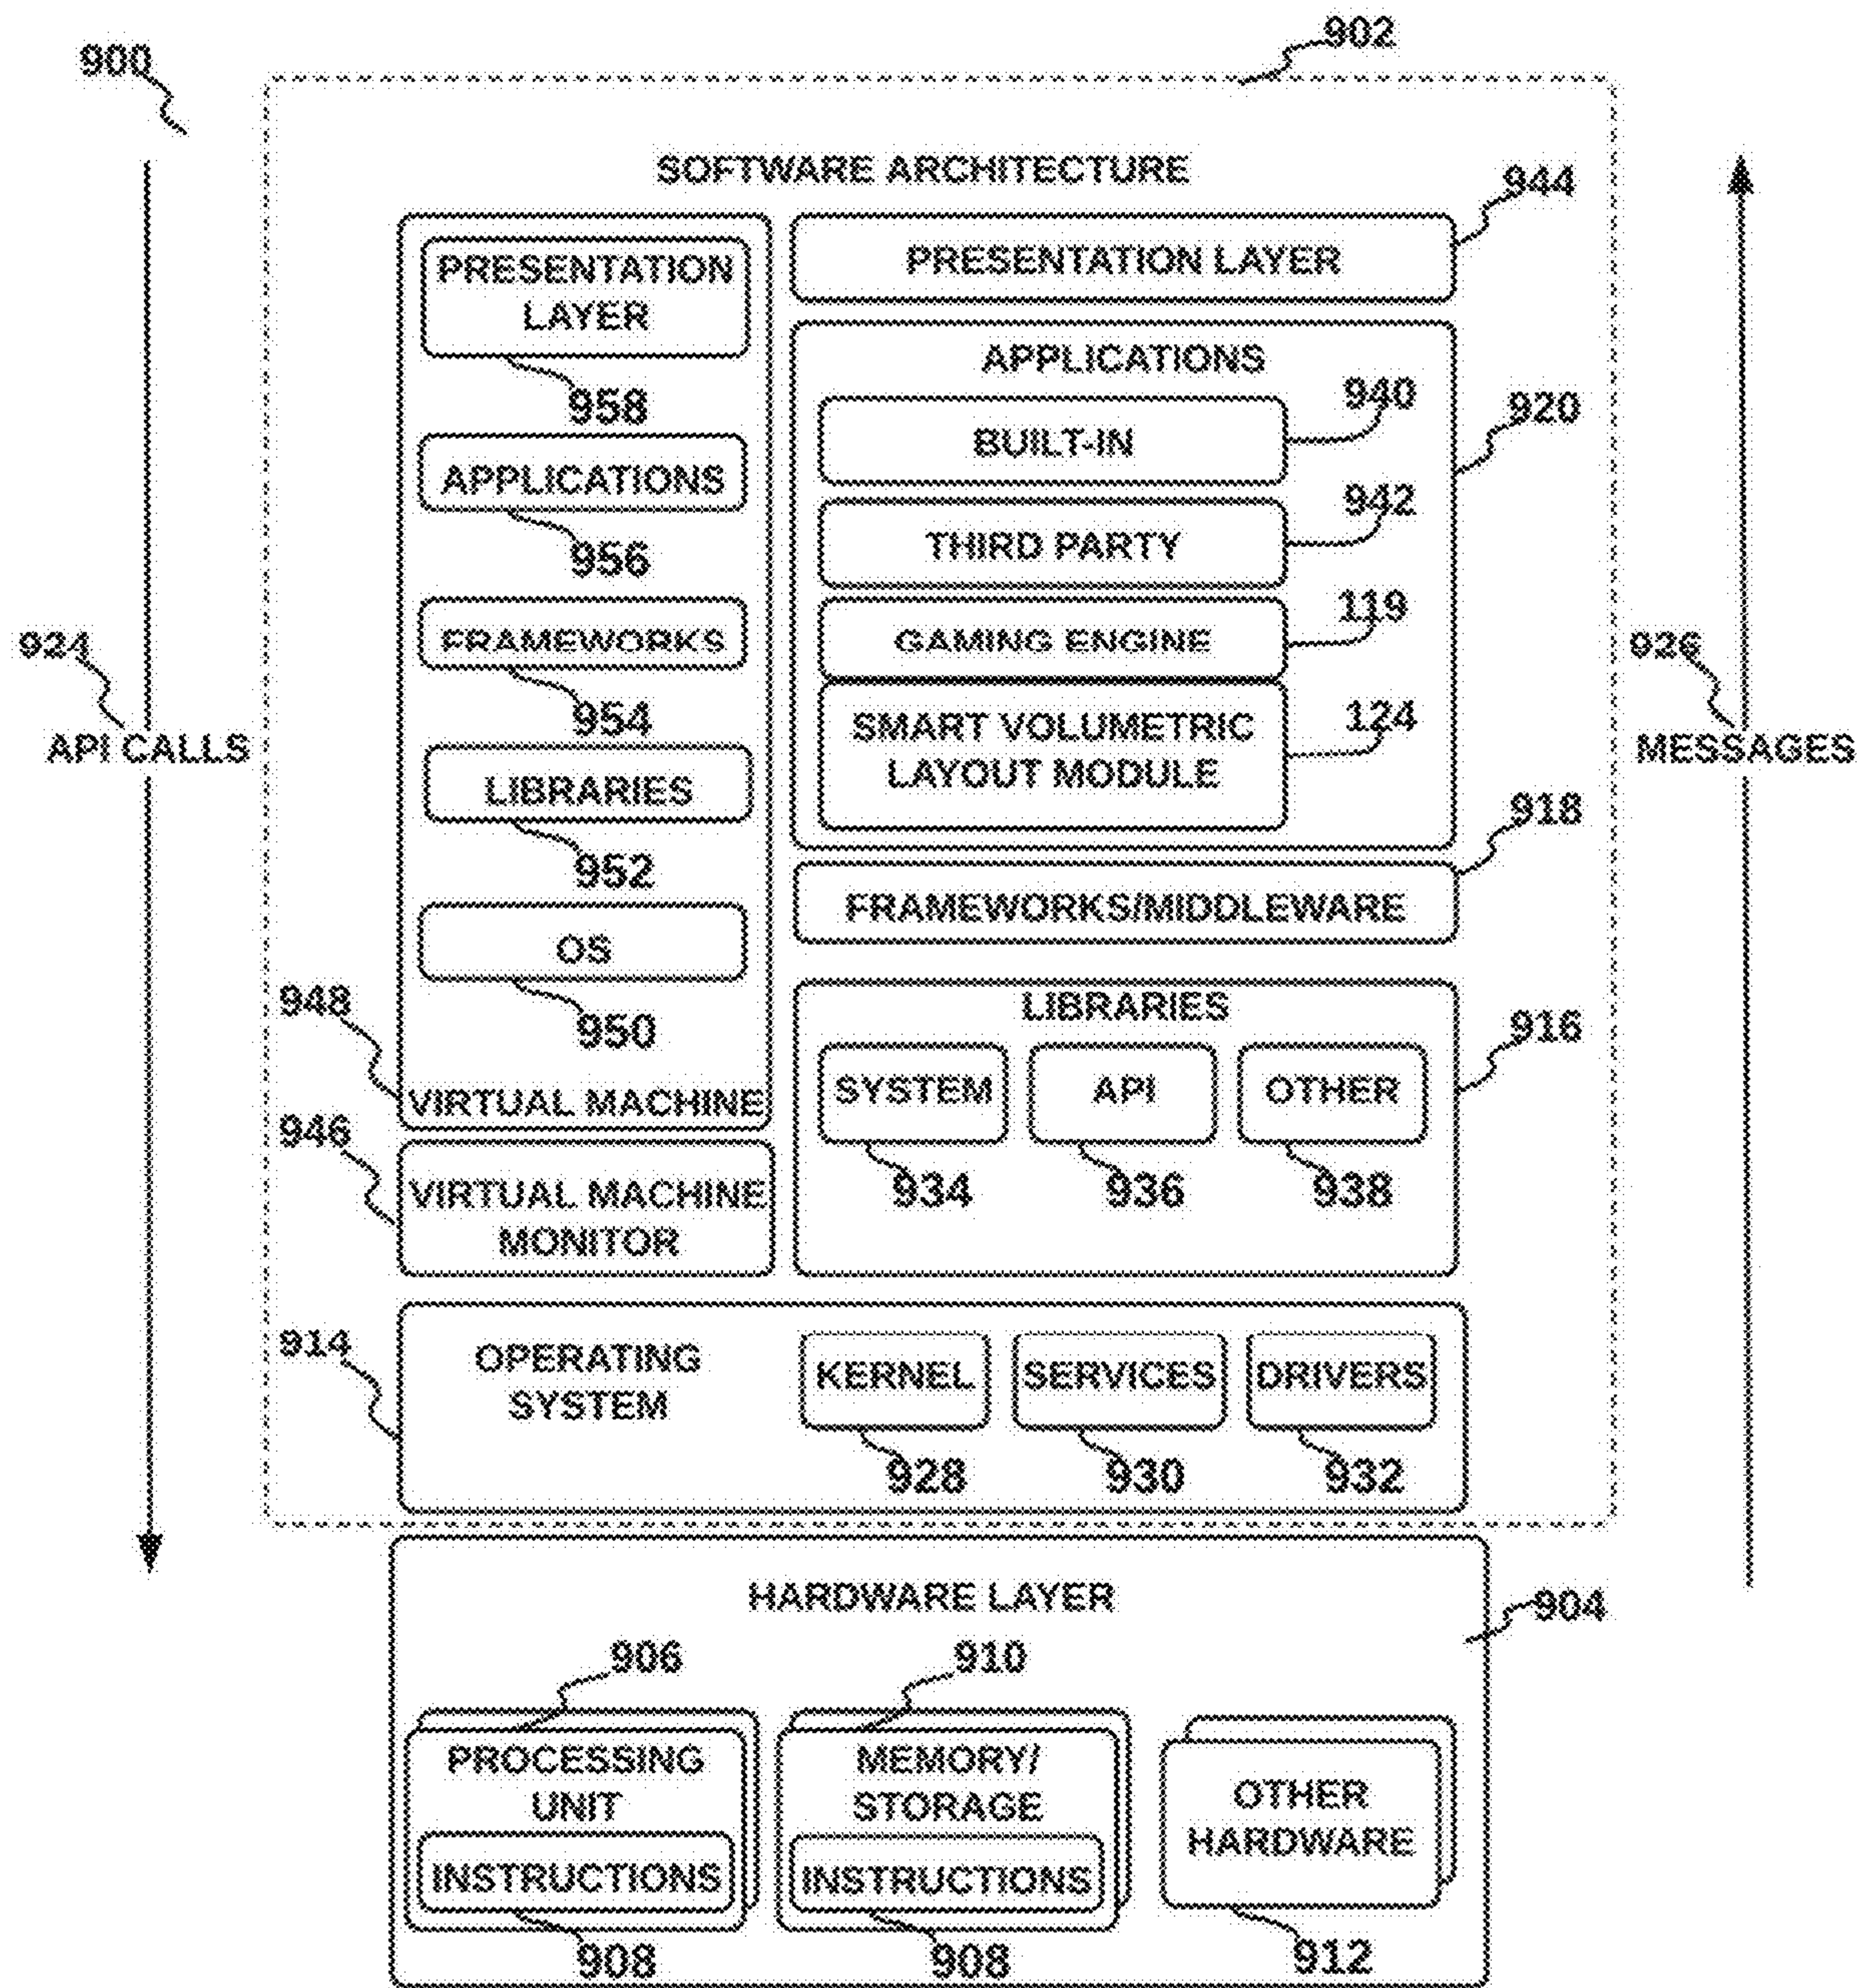 900
902
SOFTWARE ARCHITECTURE
944
PRESENTATION
LAYER
958
APPLICATIONS
956
FRAMEWORKS
954
LIBRARIES
952
OS
950
948
VIRTUAL MACHINE
946
VIRTUAL MACHINE
MONITOR
PRESENTATION LAYER
APPLICATIONS
940
920
BUILT-IN
942
THIRD PARTY
119
GAMING ENGINE
124
SMART VOLUMETRIC
LAYOUT MODULE
918
FRAMEWORKS/MIDDLEWARE
LIBRARIES
916
SYSTEM
API
OTHER
934
936
938
924
API CALLS
926
MESSAGES
914
OPERATING
SYSTEM
KERNEL
SERVICES
DRIVERS
928
930
932
HARDWARE LAYER
904
906
910
PROCESSING
UNIT
INSTRUCTIONS
908
MEMORY/
STORAGE
INSTRUCTIONS
908
OTHER
HARDWARE
912